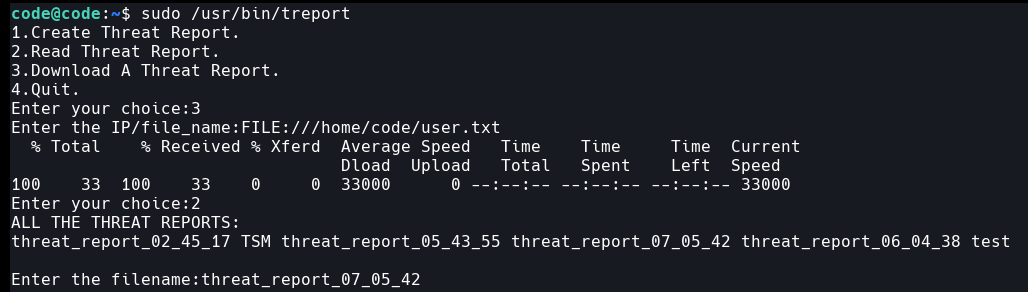 code@code:~$ sudo /usr/bin/treport
1.Create Threat Report.
2.Read Threat Report.
3.Download A Threat Report.
4.Quit.
Enter your choice:3
Enter the IP/file_name:FILE:///home/code/user.txt
  % Total    % Received % Xferd  Average Speed   Time    Time     Time  Current
                                 Dload  Upload   Total   Spent    Left  Speed
100    33  100    33    0     0  33000      0 --:--:-- --:--:-- --:--:-- 33000
Enter your choice:2
ALL THE THREAT REPORTS:
threat_report_02_45_17 TSM threat_report_05_43_55 threat_report_07_05_42 threat_report_06_04_38 test
Enter the filename:threat_report_07_05_42